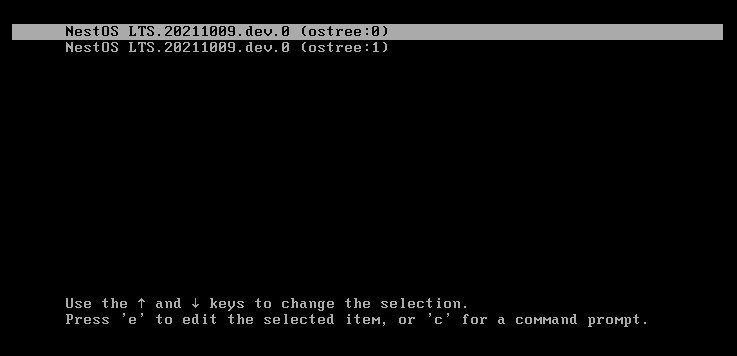 NestOS LTS.20211009.dev.0 (ostree:0)
NestOS LTS.20211009.dev.0 (ostree:1)
Use the ↑ and ↓ keys to change the selection.
Press 'e' to edit the selected item, or 'c' for a command prompt.